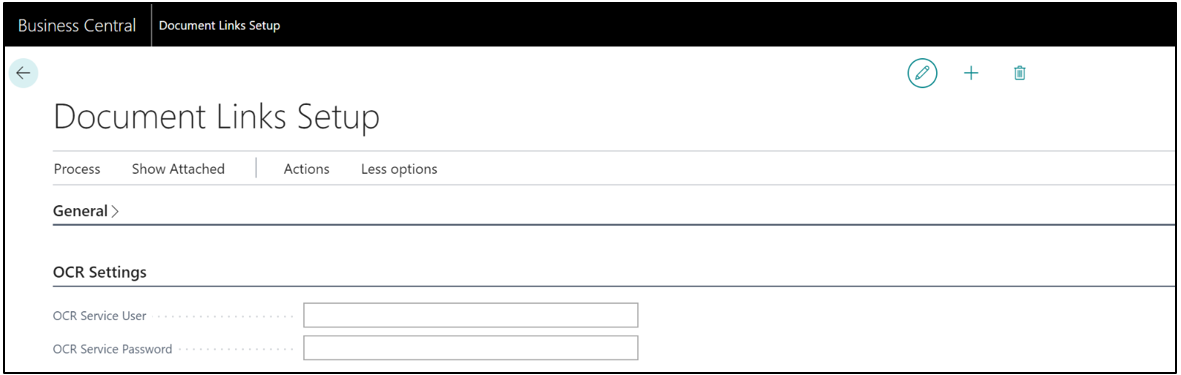 Business Central Document Links Setup
Document Links Setup
Process Show Attached Actions Less options
General
OCR Settings
OCR Service User
OCR Service Password